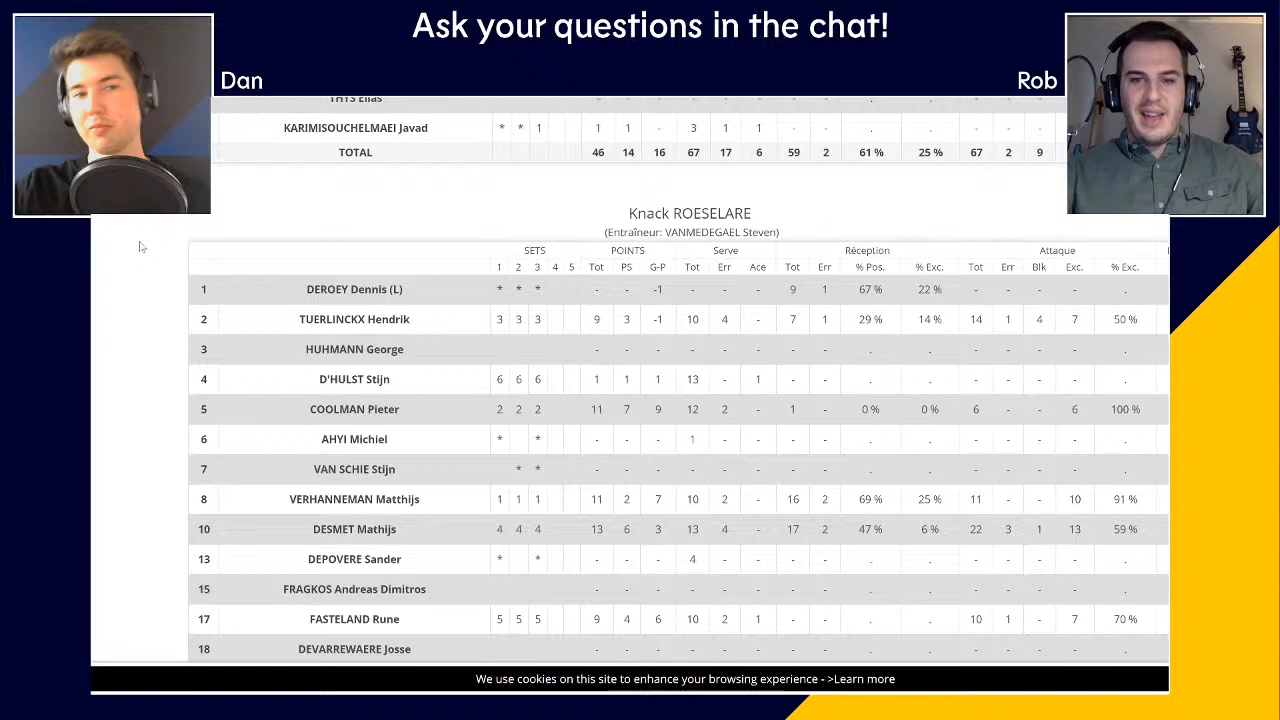 Ask your questions in the chat!
Dan
Rob
THYS Elias - - - - - - - - . . - - -
KARIMISOUCHELMAEI Javad * * 1 1 1 - 3 1 1 - - . . - - -
TOTAL 46 14 16 67 17 6 59 2 61 % 25 % 67 2 9
Knack ROESELARE
(Entraîneur: VANMEDEGAEL Steven)
SETS POINTS Serve Réception Attaque
1 2 3 4 5 Tot PS G-P Tot Err Ace Tot Err % Pos. % Exc. Tot Err Blk Exc. % Exc.
1 DEROEY Dennis (L) * * * - - -1 - - - 9 1 67 % 22 % - - - - .
2 TUERLINCKX Hendrik 3 3 3 9 3 -1 10 4 - 7 1 29 % 14 % 14 1 4 7 50 %
3 HUHMANN George - - - - - - - - . . - - - - .
4 D'HULST Stijn 6 6 6 1 1 1 13 - 1 - - . . - - - - .
5 COOLMAN Pieter 2 2 2 11 7 9 12 2 - 1 - 0 % 0 % 6 - - 6 100 %
6 AHYI Michiel * * - - - 1 - - - - . . - - - - .
7 VAN SCHIE Stijn * * - - - - - - - - . . - - - - .
8 VERHANNEMAN Matthijs 1 1 1 11 2 7 10 2 - 16 2 69 % 25 % 11 - - 10 91 %
10 DESMET Mathijs 4 4 4 13 6 3 13 4 - 17 2 47 % 6 % 22 3 1 13 59 %
13 DEPOVERE Sander * * - - - 4 - - - - . . - - - - .
15 FRAGKOS Andreas Dimitros - - - - - - - - . . - - - - .
17 FASTELAND Rune 5 5 5 9 4 6 10 2 1 - - . . 10 1 - 7 70 %
18 DEVARREWAERE Josse - - - - - - - - . . - - - - .
We use cookies on this site to enhance your browsing experience - >Learn more